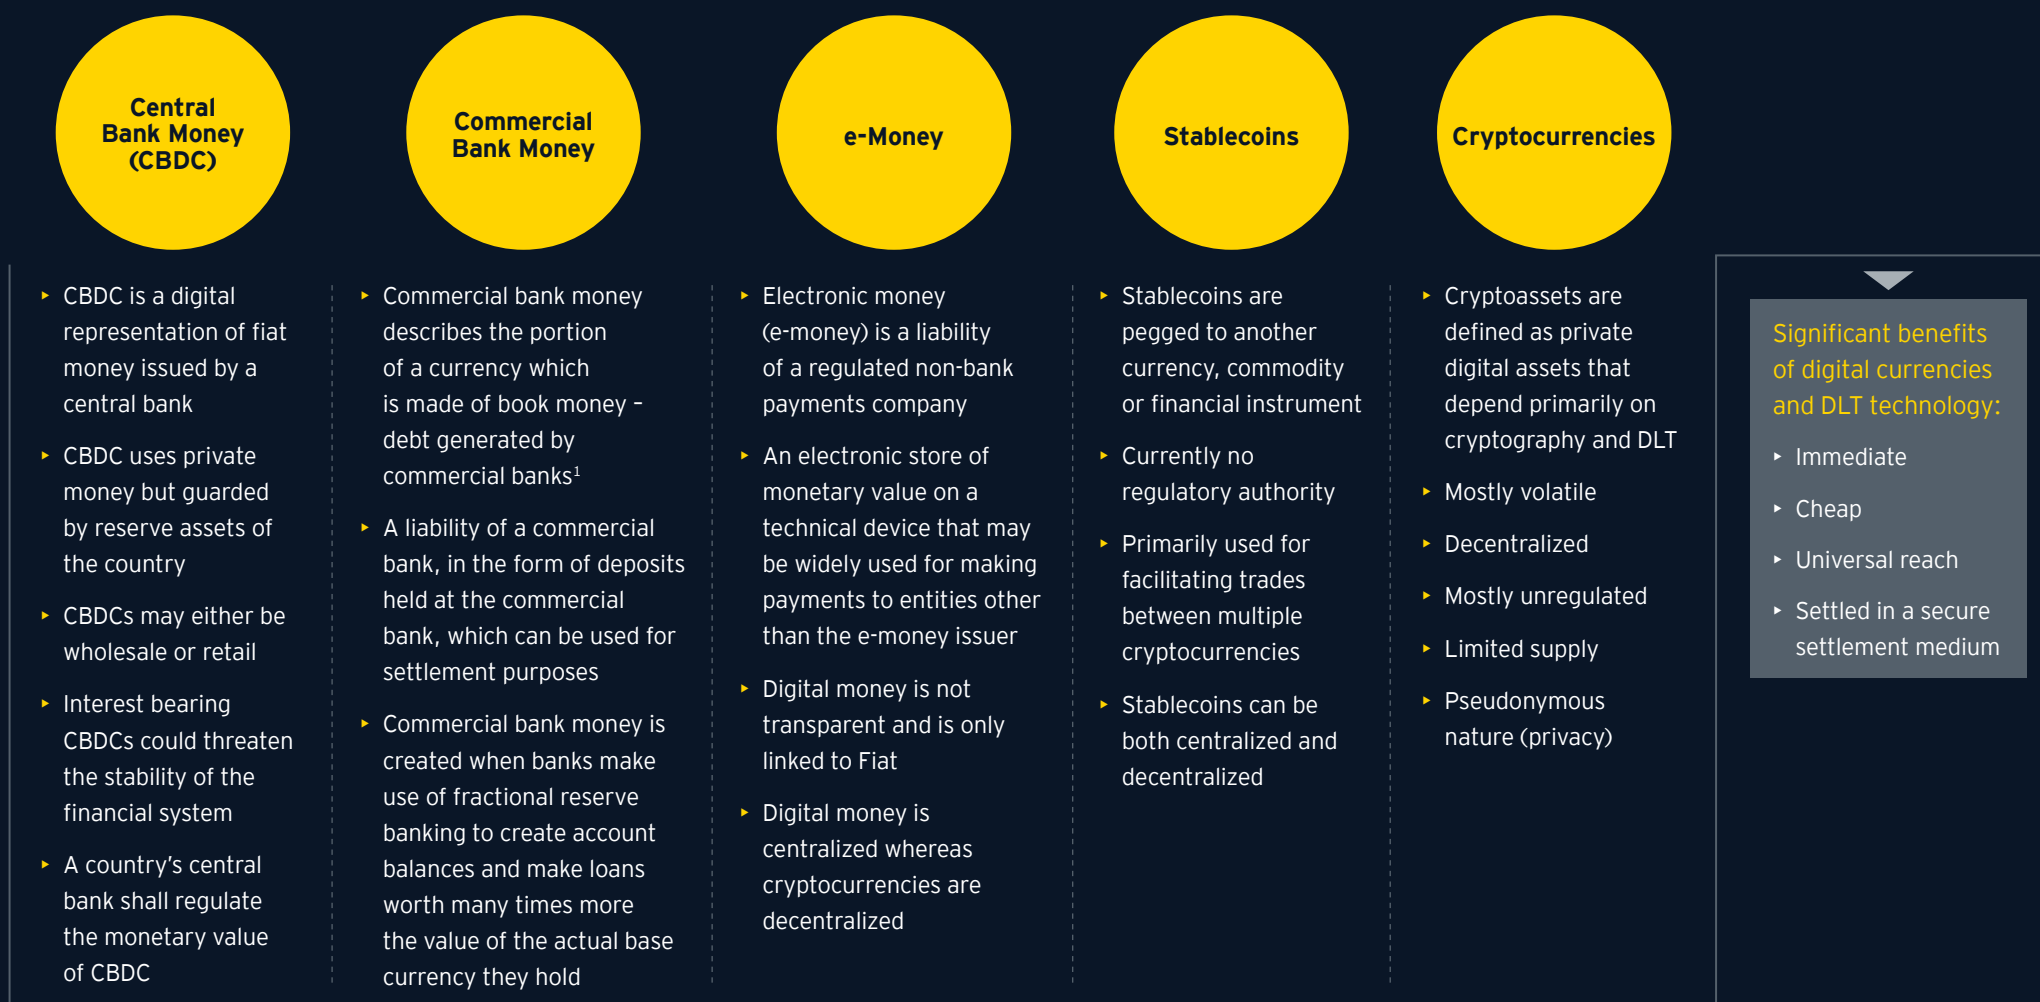 Central
Bank Money
(CBDC)
Commercial
Bank Money
e-Money
Stablecoins
Cryptocurrencies
‣ CBDC is a digital
representation of fiat
money issued by a
central bank
‣ CBDC uses private
money but guarded
by reserve assets of
the country
‣ CBDCs may either be
wholesale or retail
‣ Interest bearing
CBDCs could threaten
the stability of the
financial system
‣ A country’s central
bank shall regulate
the monetary value
of CBDC
‣ Commercial bank money
describes the portion
of a currency which
is made of book money –
debt generated by
commercial banks¹
‣ A liability of a commercial
bank, in the form of deposits
held at the commercial
bank, which can be used for
settlement purposes
‣ Commercial bank money is
created when banks make
use of fractional reserve
banking to create account
balances and make loans
worth many times more
the value of the actual base
currency they hold
‣ Electronic money
(e-money) is a liability
of a regulated non-bank
payments company
‣ An electronic store of
monetary value on a
technical device that may
be widely used for making
payments to entities other
than the e-money issuer
‣ Digital money is not
transparent and is only
linked to Fiat
‣ Digital money is
centralized whereas
cryptocurrencies are
decentralized
‣ Stablecoins are
pegged to another
currency, commodity
or financial instrument
‣ Currently no
regulatory authority
‣ Primarily used for
facilitating trades
between multiple
cryptocurrencies
‣ Stablecoins can be
both centralized and
decentralized
‣ Cryptoassets are
defined as private
digital assets that
depend primarily on
cryptography and DLT
‣ Mostly volatile
‣ Decentralized
‣ Mostly unregulated
‣ Limited supply
‣ Pseudonymous
nature (privacy)
Significant benefits
of digital currencies
and DLT technology:
‣ Immediate
‣ Cheap
‣ Universal reach
‣ Settled in a secure
settlement medium